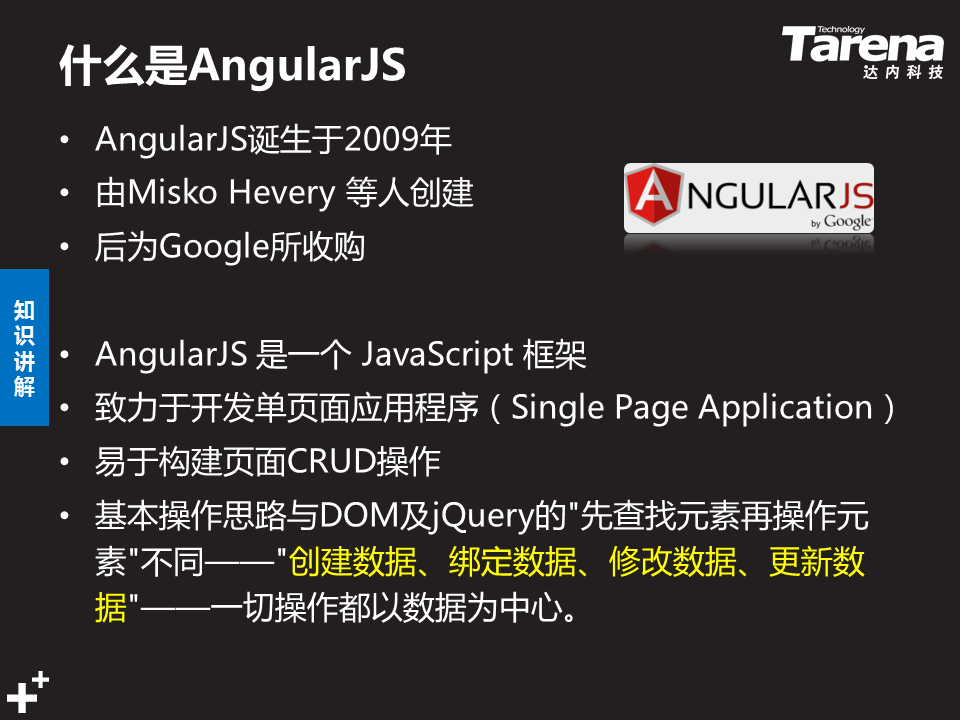 什么是AngularJS
Technology
Tarena
达内科技
• AngularJS诞生于2009年
• 由Misko Hevery 等人创建
• 后为Google所收购
ANGULARJS
by Google
知识讲解
• AngularJS 是一个 JavaScript 框架
• 致力于开发单页面应用程序（Single Page Application）
• 易于构建页面CRUD操作
• 基本操作思路与DOM及jQuery的"先查找元素再操作元
素"不同——"创建数据、绑定数据、修改数据、更新数
据"——一切操作都以数据为中心。